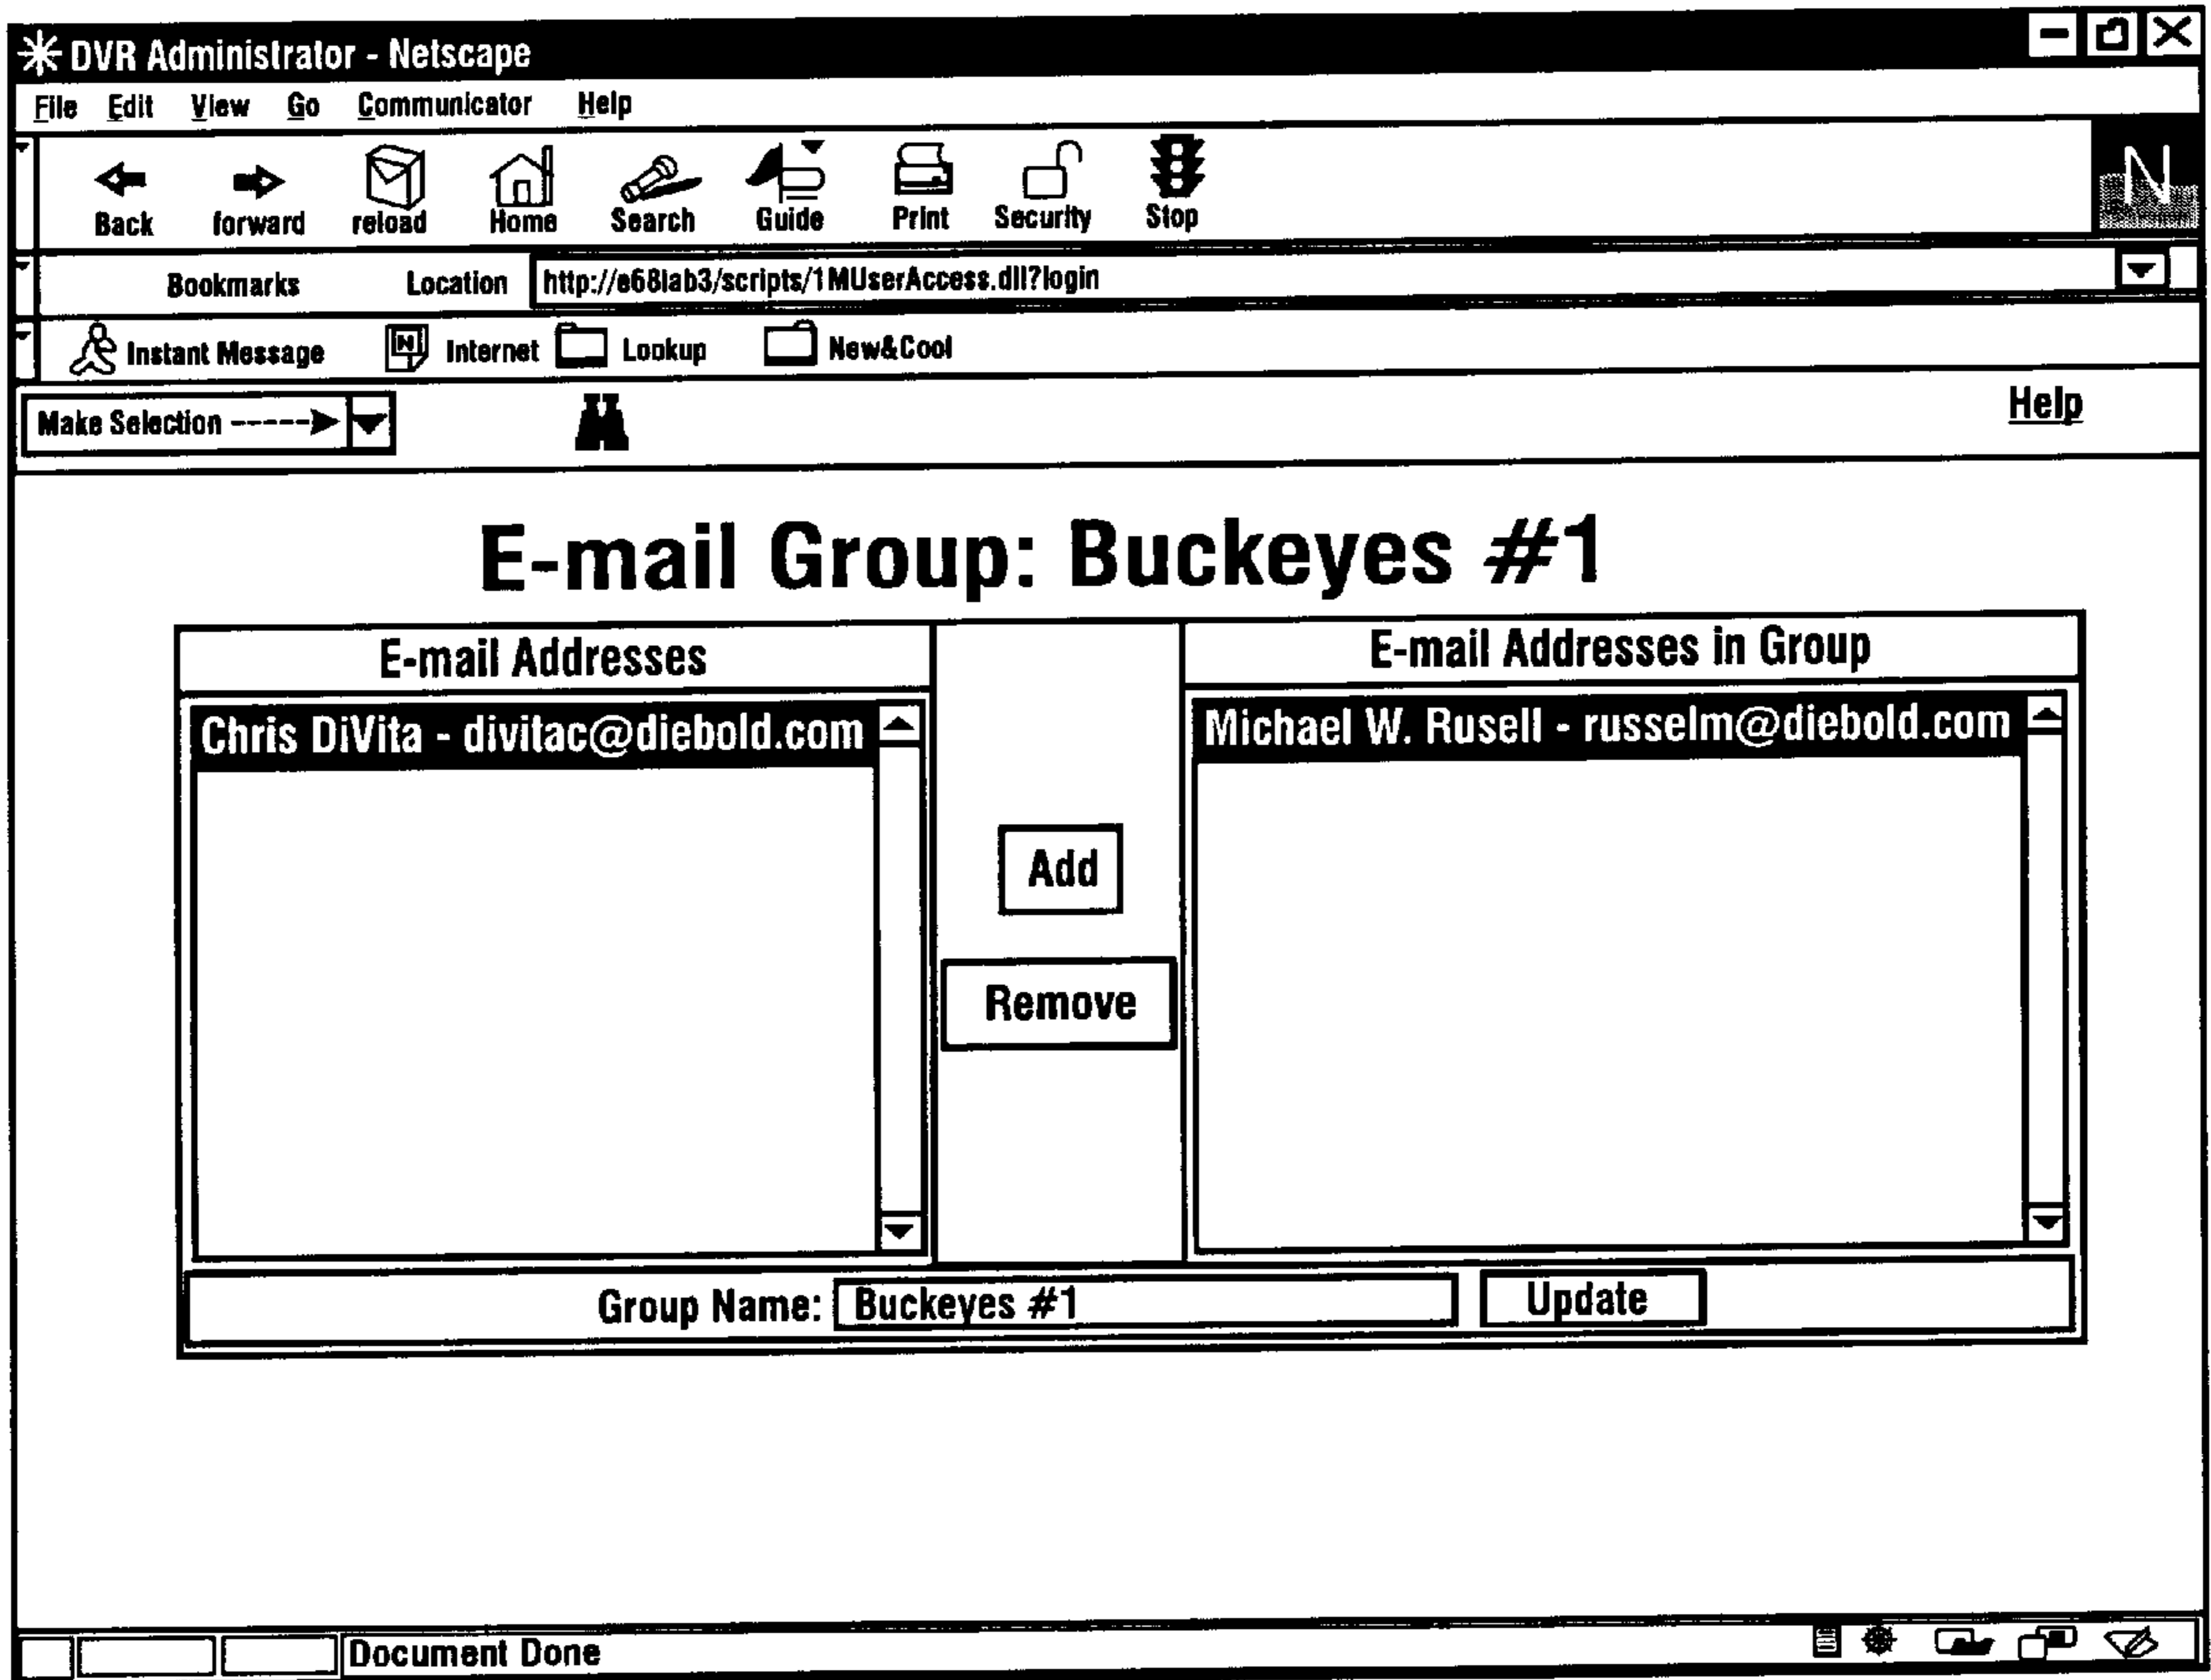 DVR Administrator - Netscape
File Edit View Go Communicator Help
Back forward reload Home Search Guide Print Security Stop
N
Bookmarks Location http://e68lab3/scripts/1MUserAccess.dll?login
Instant Message N Internet Lookup New&Cool
Make Selection -----> Help
E-mail Group: Buckeyes #1
E-mail Addresses E-mail Addresses in Group
Chris DiVita - divitac@diebold.com Michael W. Rusell - russelm@diebold.com
Add
Remove
Group Name: Buckeyes #1 Update
Document Done